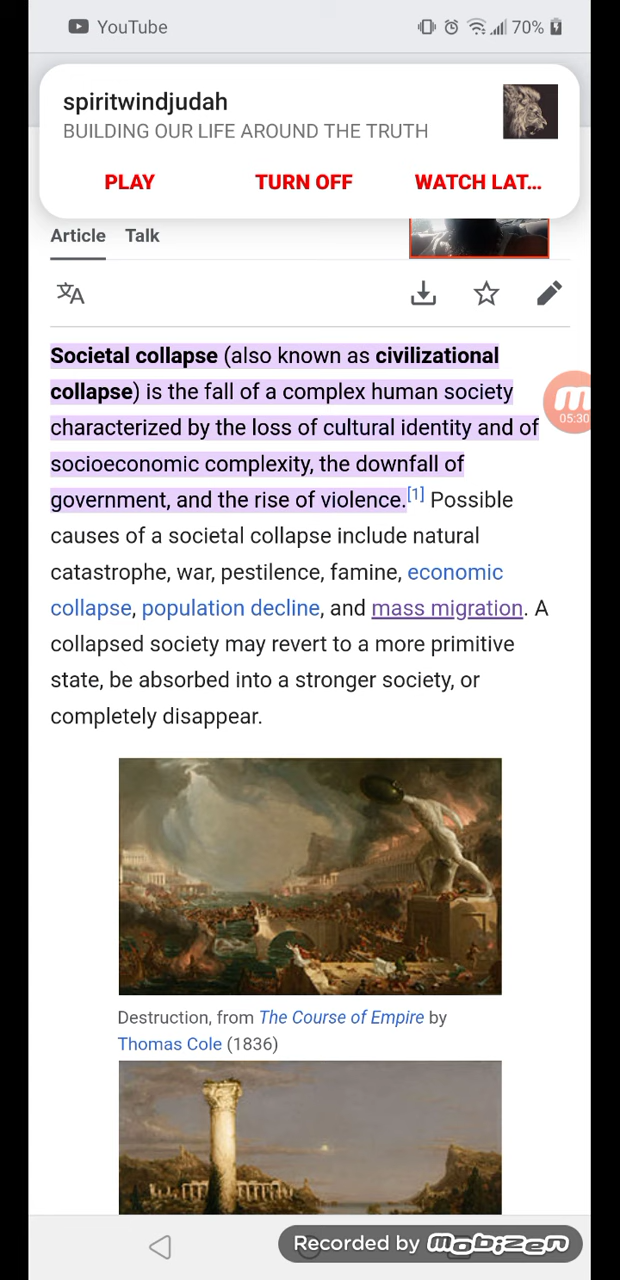 YouTube
70%
spiritwindjudah
BUILDING OUR LIFE AROUND THE TRUTH
PLAY TURN OFF WATCH LAT...
Article Talk
文A
Societal collapse (also known as civilizational
collapse) is the fall of a complex human society
05:30
characterized by the loss of cultural identity and of
socioeconomic complexity, the downfall of
government, and the rise of violence.[1] Possible
causes of a societal collapse include natural
catastrophe, war, pestilence, famine, economic
collapse, population decline, and mass migration. A
collapsed society may revert to a more primitive
state, be absorbed into a stronger society, or
completely disappear.
Destruction, from The Course of Empire by
Thomas Cole (1836)
Recorded by mobizen